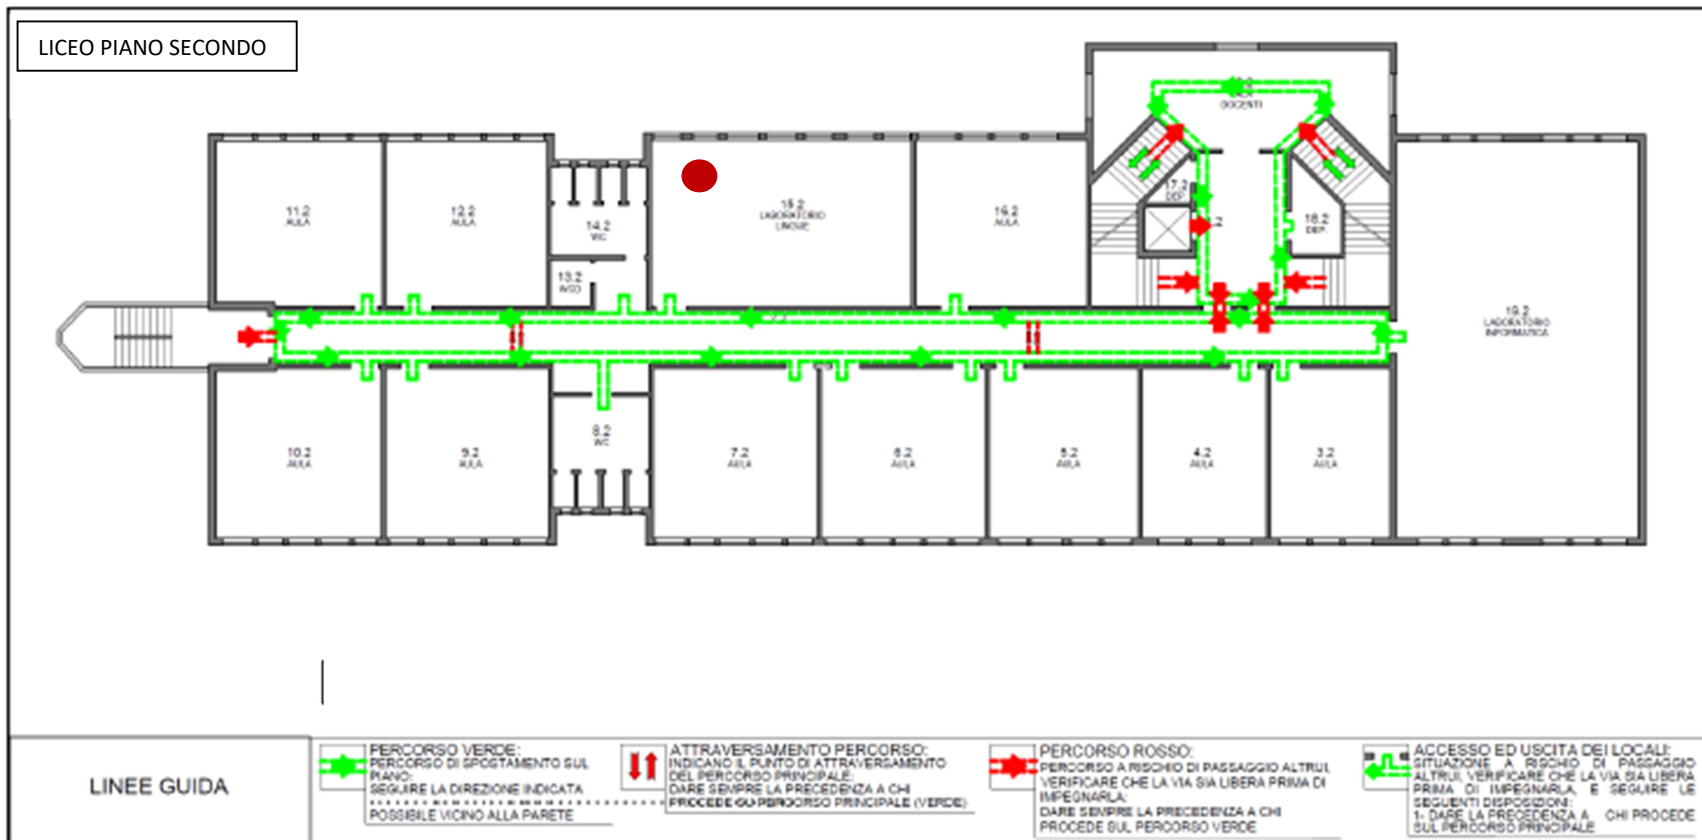 LICEO PIANO SECONDO
DOCENTI
11.2
AULA
12.2
AULA
14.2
WC
13.2
15.2
LABORATORIO
LINGUE
16.2
AULA
17.2
DEP.
18.2
DEP.
19.2
LABORATORIO
INFORMATICA
10.2
AULA
9.2
AULA
8.2
WC
7.2
AULA
6.2
AULA
5.2
AULA
4.2
AULA
3.2
AULA
LINEE GUIDA
PERCORSO VERDE:
PERCORSO DI SPOSTAMENTO SUL
PIANO:
SEGUIRE LA DIREZIONE INDICATA
POSSIBILE VICINO ALLA PARETE
ATTRAVERSAMENTO PERCORSO:
INDICANO IL PUNTO DI ATTRAVERSAMENTO
DEL PERCORSO PRINCIPALE:
DARE SEMPRE LA PRECEDENZA A CHI
PROCEDE SU PERCORSO PRINCIPALE (VERDE)
PERCORSO ROSSO:
PERCORSO A RISCHIO DI PASSAGGIO ALTRUI,
VERIFICARE CHE LA VIA SIA LIBERA PRIMA DI
IMPEGNARLA:
DARE SEMPRE LA PRECEDENZA A CHI
PROCEDE SUL PERCORSO VERDE
ACCESSO ED USCITA DEI LOCALI:
SITUAZIONE A RISCHIO DI PASSAGGIO
ALTRUI, VERIFICARE CHE LA VIA SIA LIBERA
PRIMA DI IMPEGNARLA, E SEGUIRE LE
SEGUENTI DISPOSIZIONI:
1- DARE LA PRECEDENZA A CHI PROCEDE
SUL PERCORSO PRINCIPALE